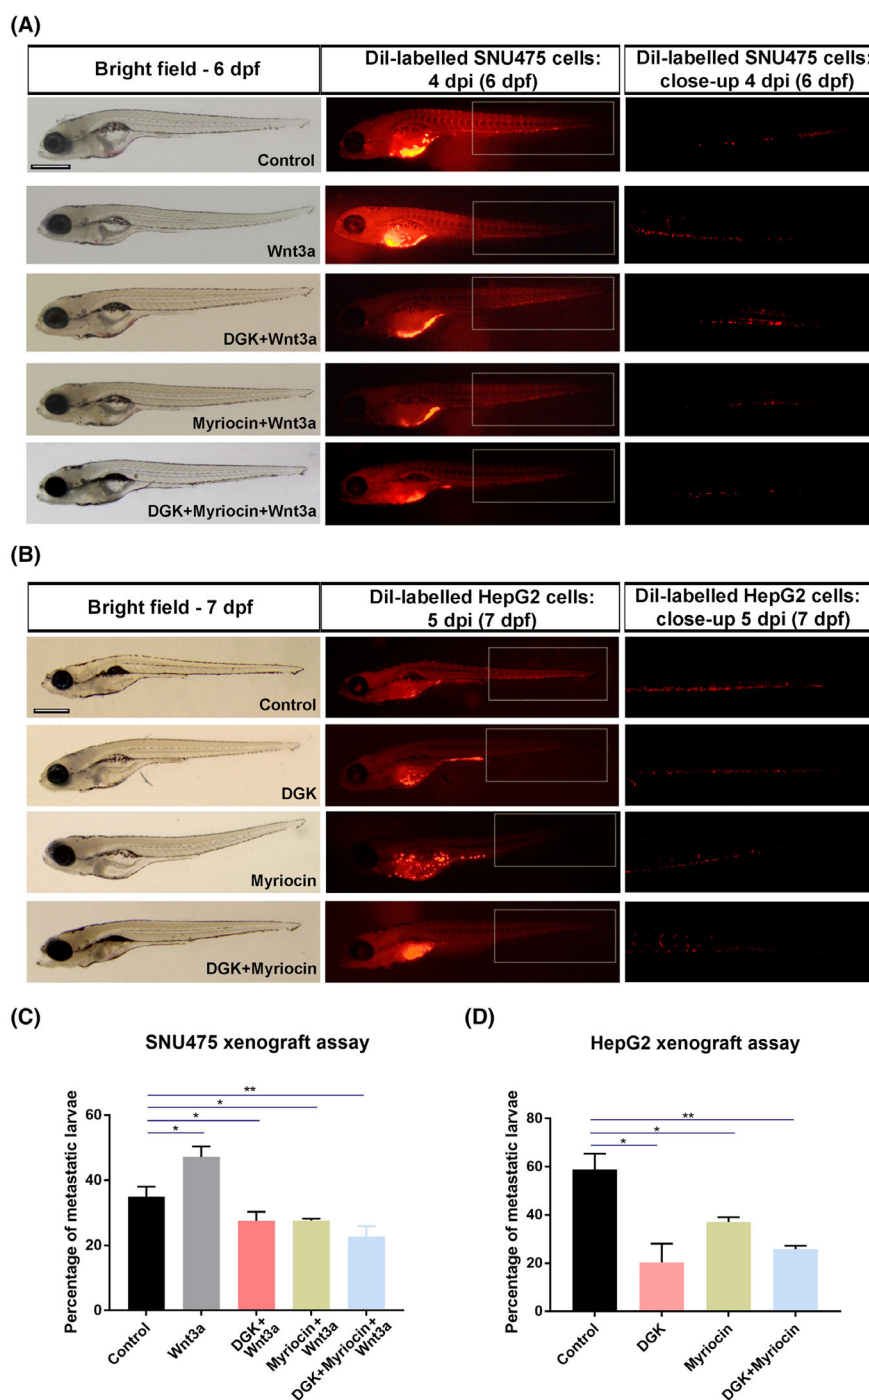 (A)
Bright field - 6 dpf
DiI-labelled SNU475 cells:
4 dpi (6 dpf)
DiI-labelled SNU475 cells:
close-up 4 dpi (6 dpf)
Control
Wnt3a
DGK+Wnt3a
Myriocin+Wnt3a
DGK+Myriocin+Wnt3a
(B)
Bright field - 7 dpf
DiI-labelled HepG2 cells:
5 dpi (7 dpf)
DiI-labelled HepG2 cells:
close-up 5 dpi (7 dpf)
Control
DGK
Myriocin
DGK+Myriocin
(C)
SNU475 xenograft assay
Percentage of metastatic larvae
60
40
20
0
**
*
*
*
Control
Wnt3a
DGK+
Wnt3a
Myriocin+
Wnt3a
DGK+Myriocin+
Wnt3a
(D)
HepG2 xenograft assay
Percentage of metastatic larvae
80
60
40
20
0
**
*
*
Control
DGK
Myriocin
DGK+Myriocin